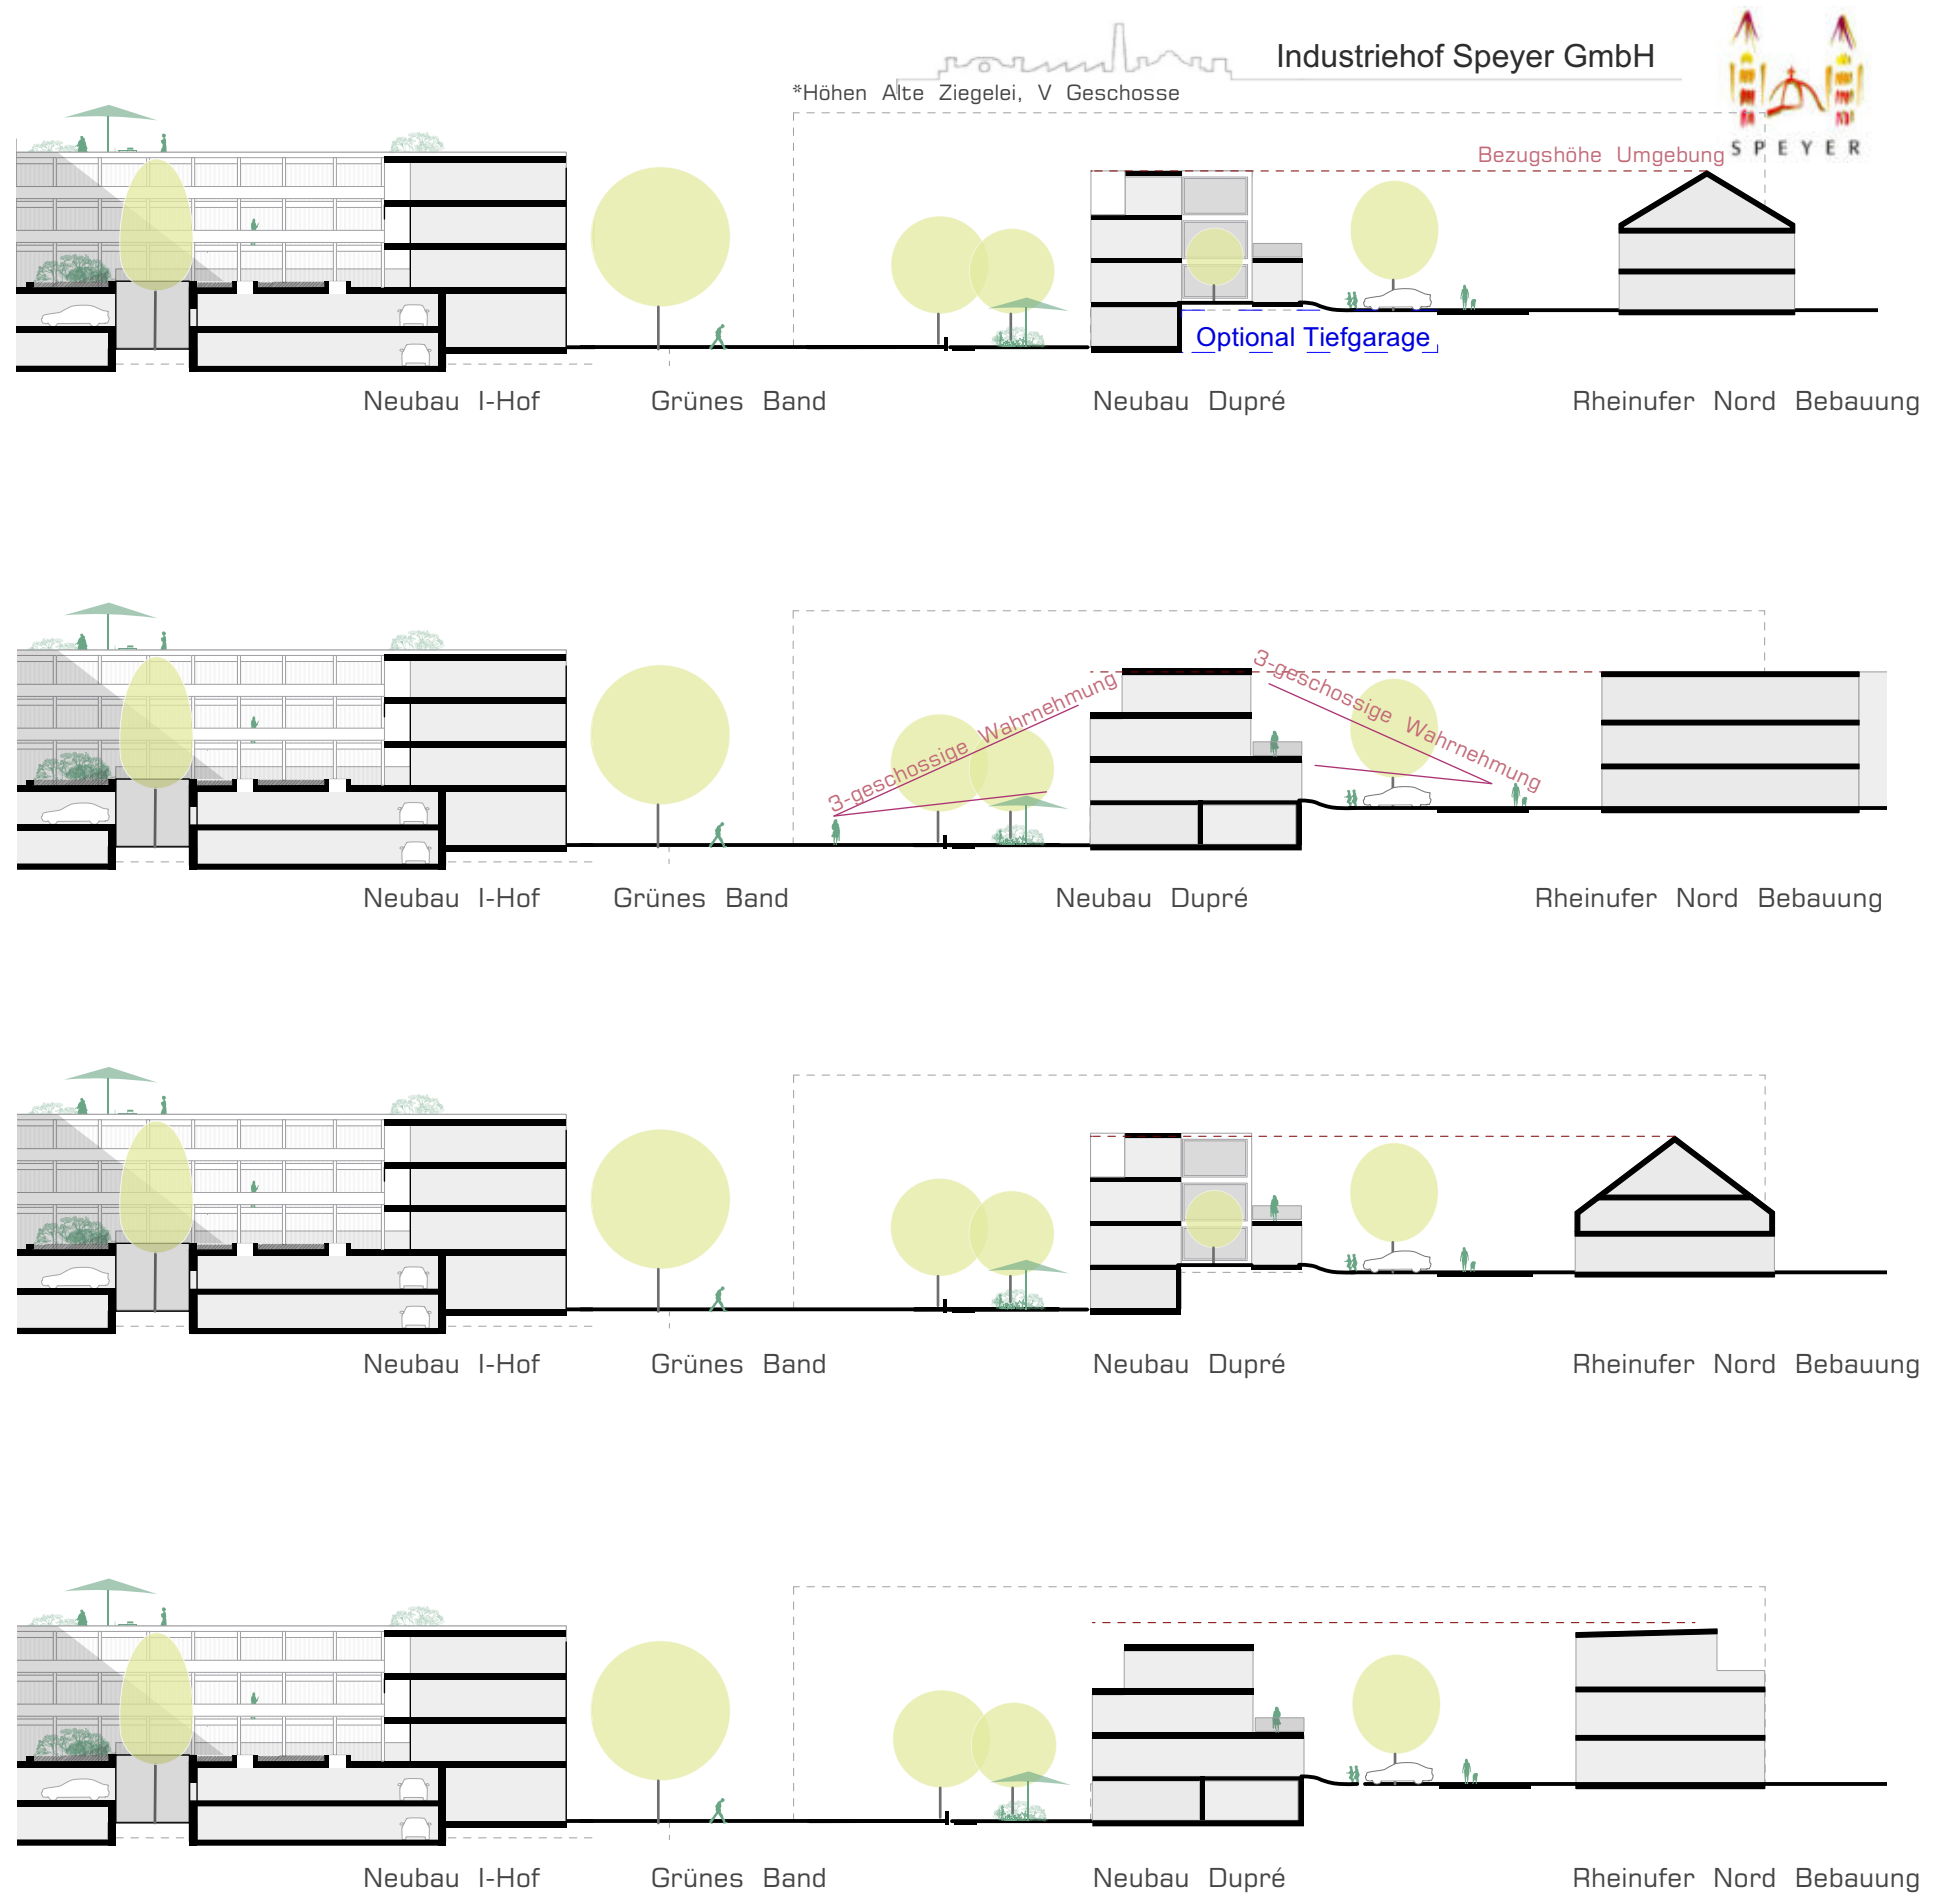 Industriehof Speyer GmbH
*Höhen Alte Ziegelei, V Geschosse
SPEYER
Bezugshöhe Umgebung
Optional Tiefgarage
Neubau I-Hof Grünes Band Neubau Dupré Rheinufer Nord Bebauung
3-geschossige Wahrnehmung
3-geschossige Wahrnehmung
Neubau I-Hof Grünes Band Neubau Dupré Rheinufer Nord Bebauung
Neubau I-Hof Grünes Band Neubau Dupré Rheinufer Nord Bebauung
Neubau I-Hof Grünes Band Neubau Dupré Rheinufer Nord Bebauung